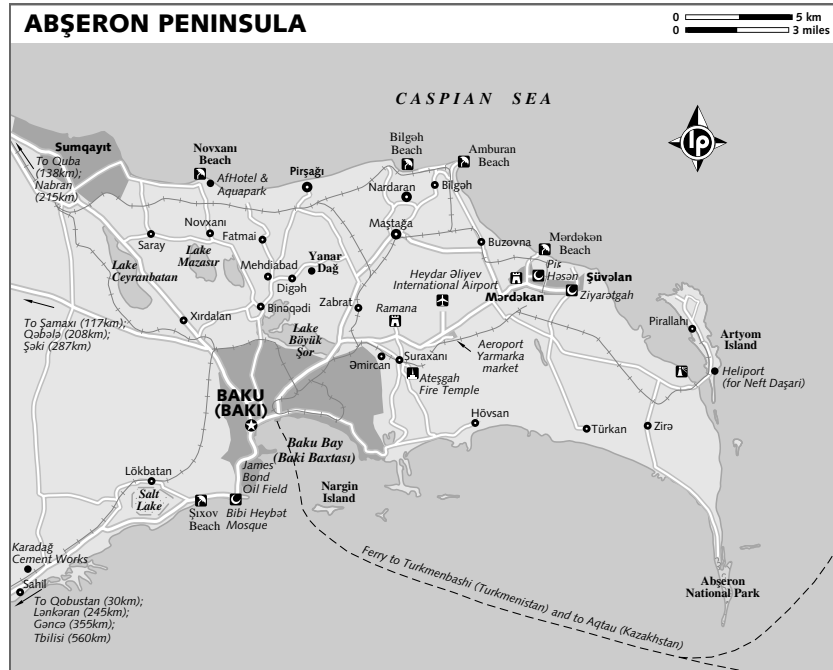 ABŞERON PENINSULA
0 5 km
0 3 miles
CASPIAN SEA
lp
Sumqayıt
To Quba
(138km);
Nabran
(215km)
Novxanı
Beach
AfHotel &
Aquapark
Pirşağı
Bilgəh
Beach
Amburan
Beach
Nardaran
Bilgəh
Maştağa
Novxanı
Fatmai
Saray
Lake
Mazasır
Lake
Ceyranbatan
Mehdiabad
Digəh
Yanar
Dağ
Buzovna
Mərdəkən
Beach
Pir
Həsən
Şüvəlan
Mərdəkan
Ziyarətgah
Heydar Əliyev
International Airport
Zabrat
Ramana
Binəqədi
Xırdalan
Lake
Böyük
Şor
To Şamaxı (117km);
Qəbələ (208km);
Şəki (287km)
Pirallahı
Artyom
Island
Heliport
(for Neft Daşari)
Aeroport
Yarmarka
market
Əmircan
Suraxanı
Ateşgah
Fire Temple
BAKU
(BAKI)
Hövsan
Türkan
Zirə
Baku Bay
(Baki Baxtası)
James
Bond
Oil Field
Lökbatan
Salt
Lake
Şıxov
Beach
Bibi Heybət
Mosque
Nargin
Island
Karadağ
Cement Works
Sahil
To Qobustan (30km);
Lənkəran (245km);
Gəncə (355km);
Tbilisi (560km)
Ferry to Turkmenbashi (Turkmenistan) and to Aqtau (Kazakhstan)
Abşeron
National Park